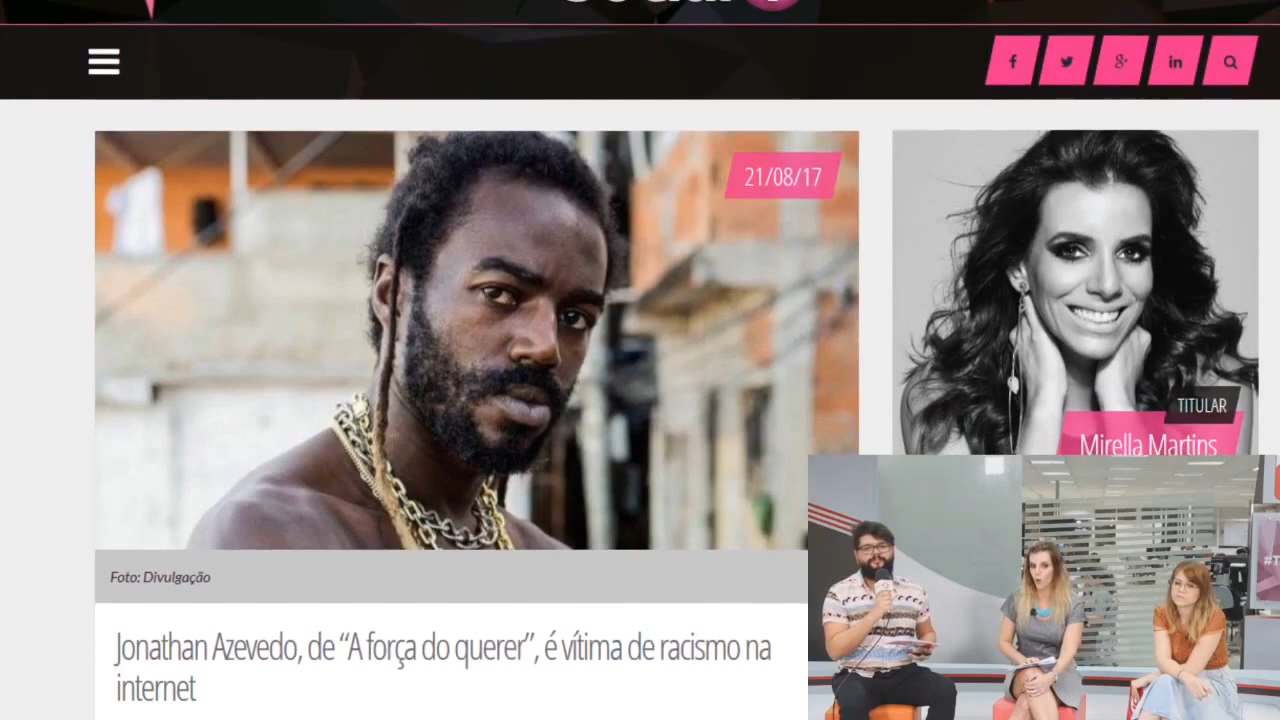 21/08/17
TITULAR
Mirella Martins
Foto: Divulgação
Jonathan Azevedo, de “A força do querer”, é vítima de racismo na
internet